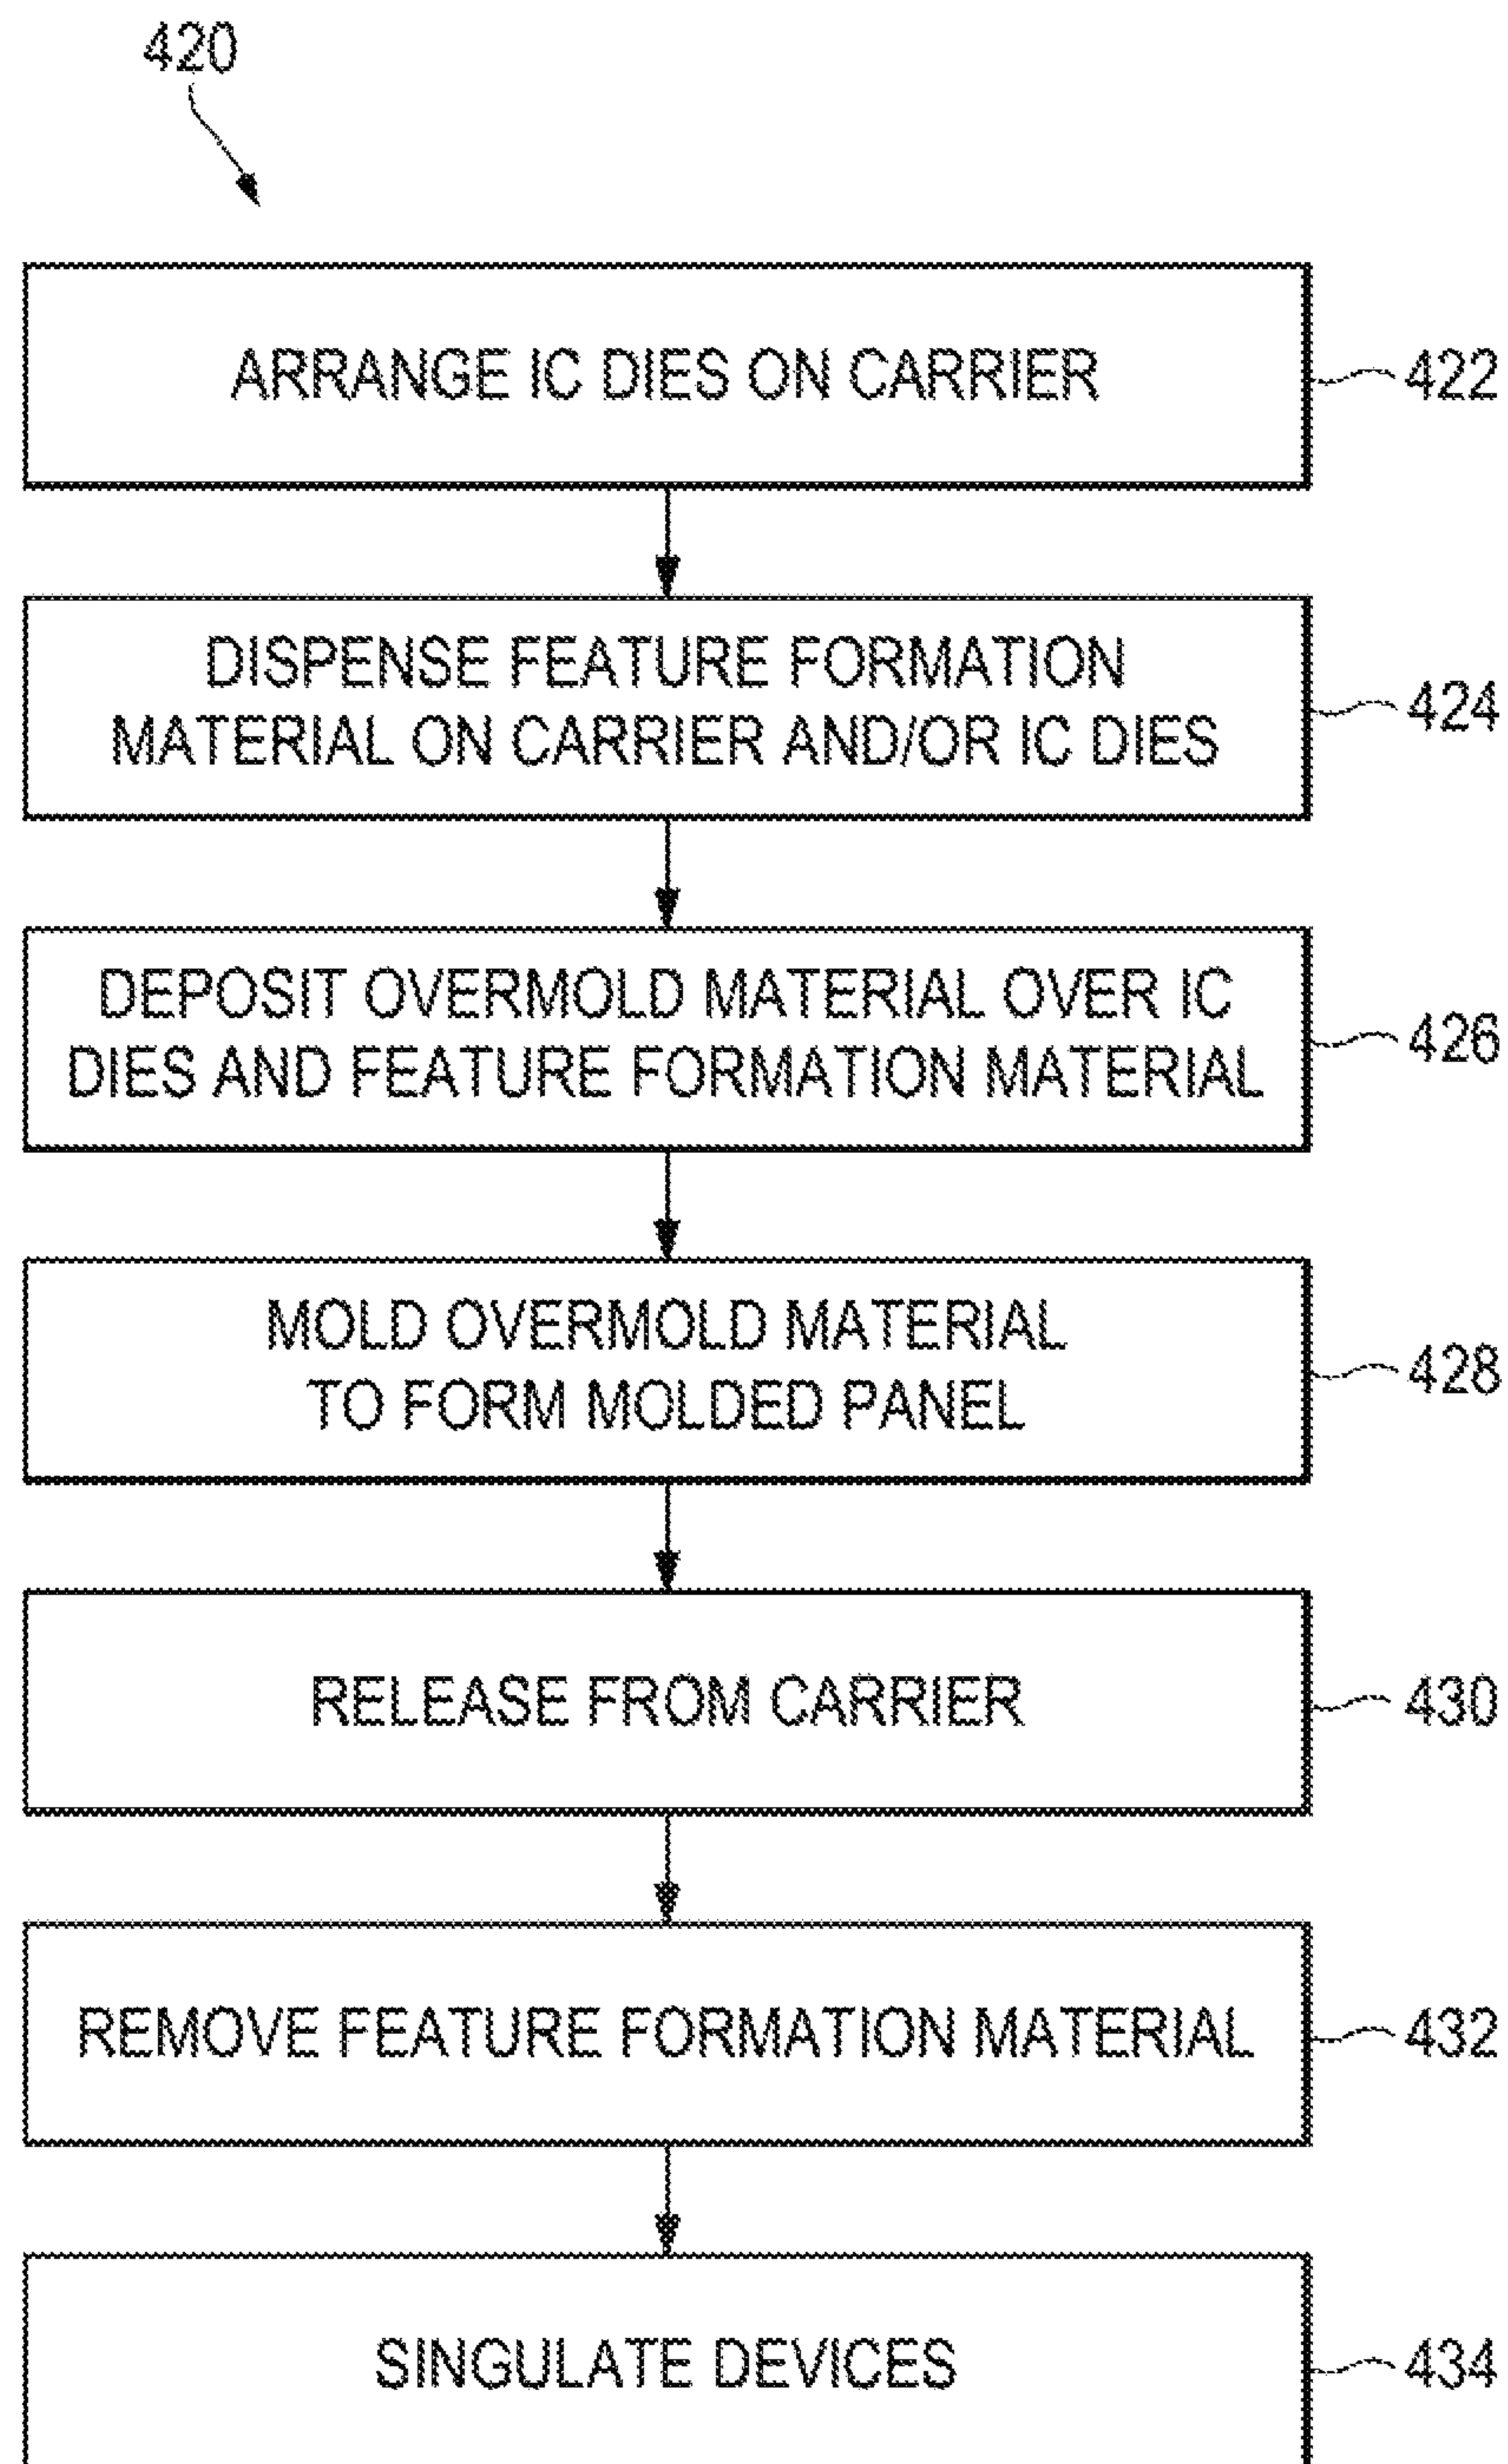 420
ARRANGE IC DIES ON CARRIER
422
DISPENSE FEATURE FORMATION
MATERIAL ON CARRIER AND/OR IC DIES
424
DEPOSIT OVERMOLD MATERIAL OVER IC
DIES AND FEATURE FORMATION MATERIAL
426
MOLD OVERMOLD MATERIAL
TO FORM MOLDED PANEL
428
RELEASE FROM CARRIER
430
REMOVE FEATURE FORMATION MATERIAL
432
SINGULATE DEVICES
434